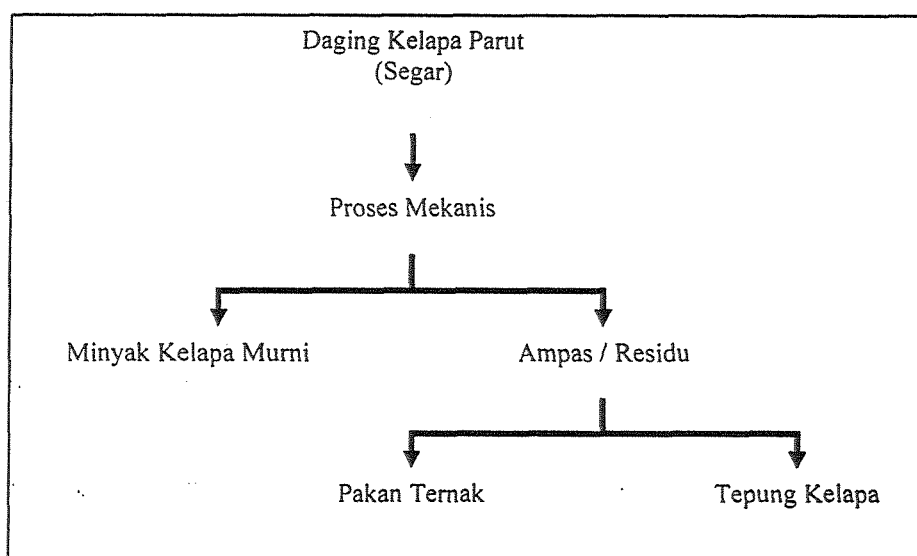 Daging Kelapa Parut
(Segar)
Proses Mekanis
Minyak Kelapa Murni
Ampas / Residu
Pakan Ternak
Tepung Kelapa